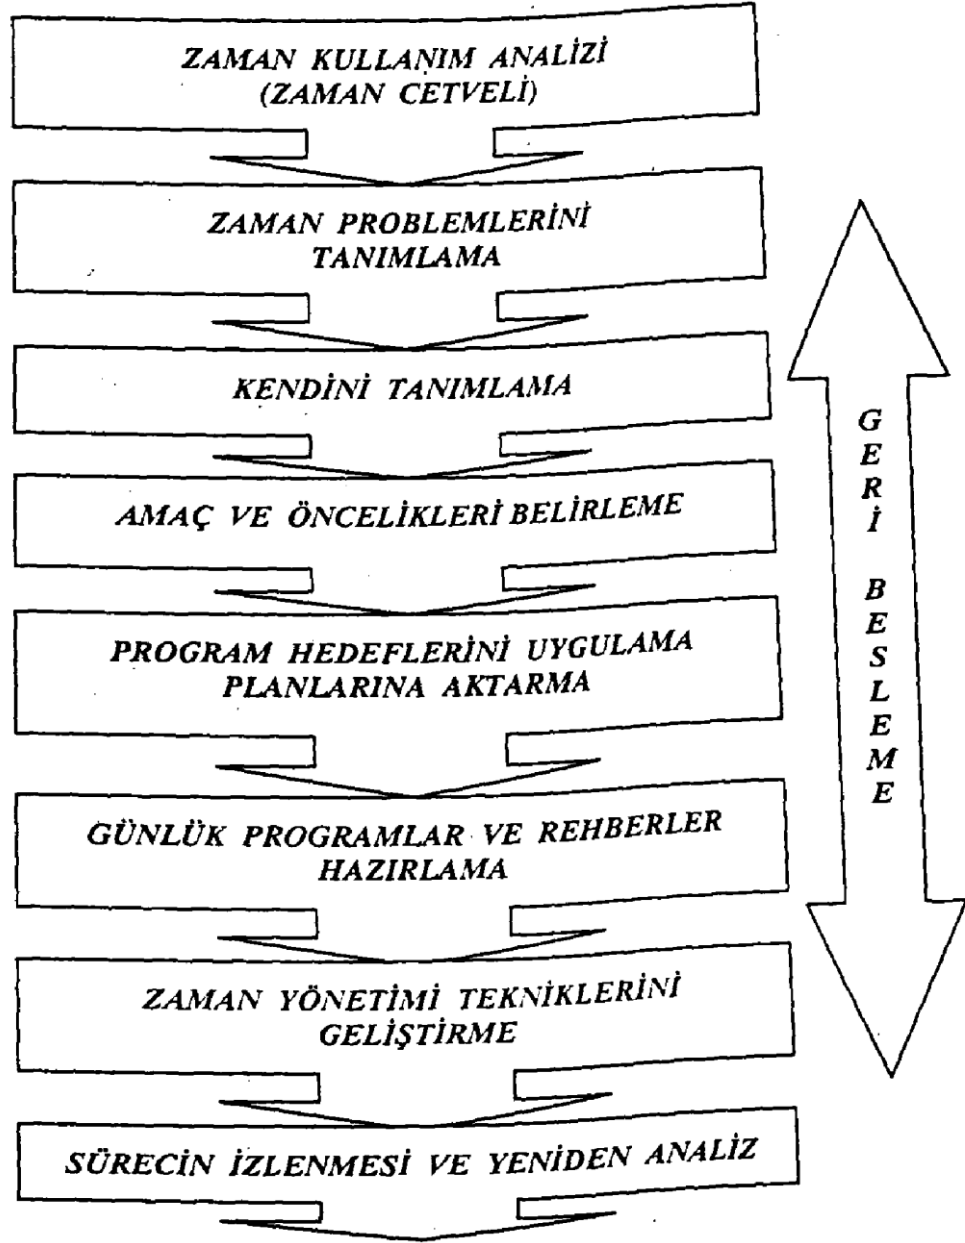 ZAMAN KULLANIM ANALİZİ
(ZAMAN CETVELİ)
ZAMAN PROBLEMLERİNİ
TANIMLAMA
KENDİNİ TANIMLAMA
AMAÇ VE ÖNCELİKLERİ BELİRLEME
PROGRAM HEDEFLERİNİ UYGULAMA
PLANLARINA AKTARMA
GÜNLÜK PROGRAMLAR VE REHBERLER
HAZIRLAMA
ZAMAN YÖNETİMİ TEKNİKLERİNİ
GELİŞTİRME
SÜRECİN İZLENMESİ VE YENİDEN ANALİZ
GERİ BESLEME